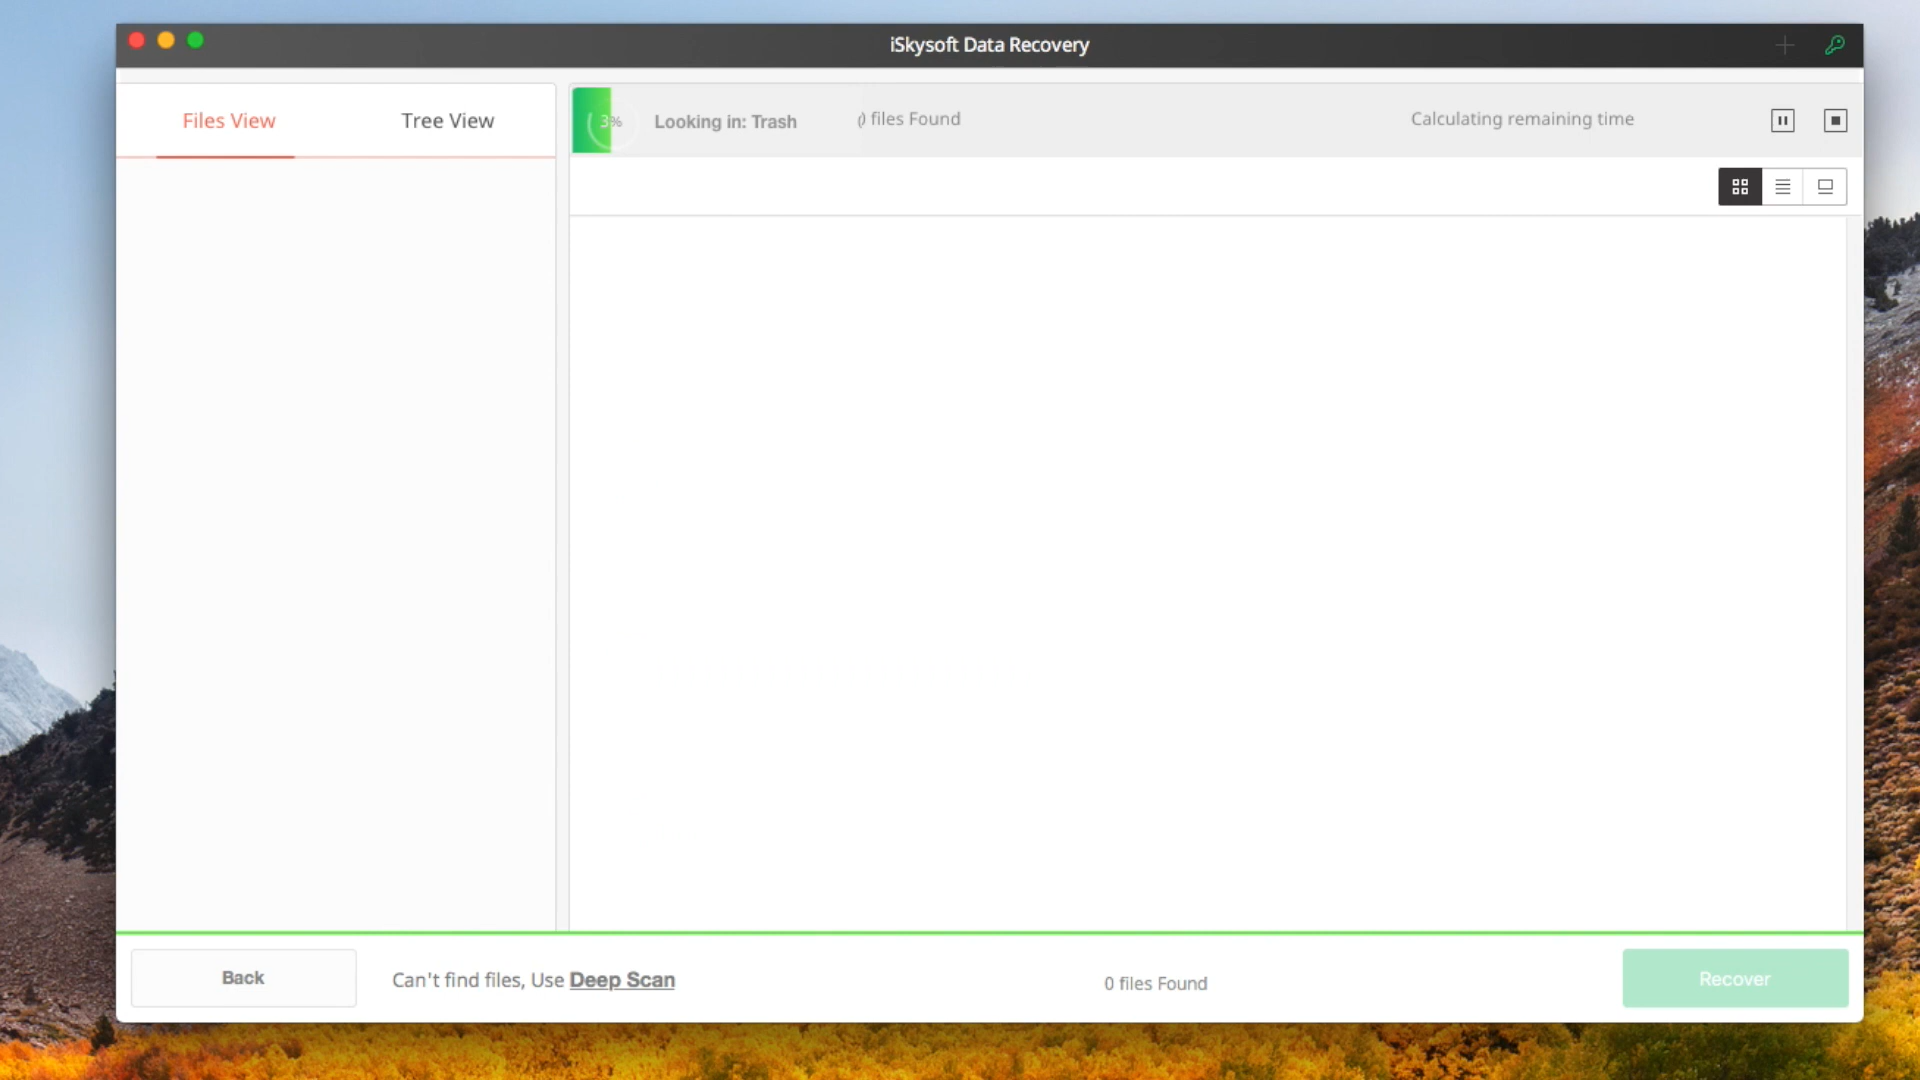 iSkysoft Data Recovery
Files View
Tree View
3%
Looking in: Trash
files Found
Calculating remaining time
Back
Can't find files, Use Deep Scan
0 files Found
Recover